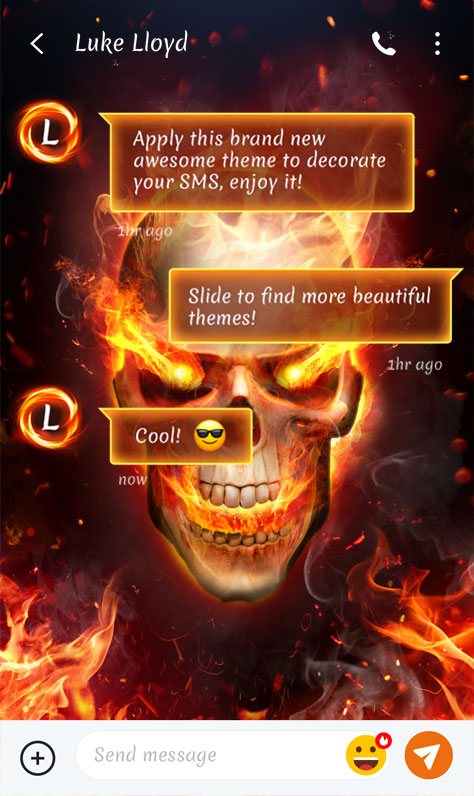 Luke Lloyd
L
Apply this brand new
awesome theme to decorate
your SMS, enjoy it!
1hr ago
Slide to find more beautiful
themes!
1hr ago
L
Cool! 😎
now
Send message